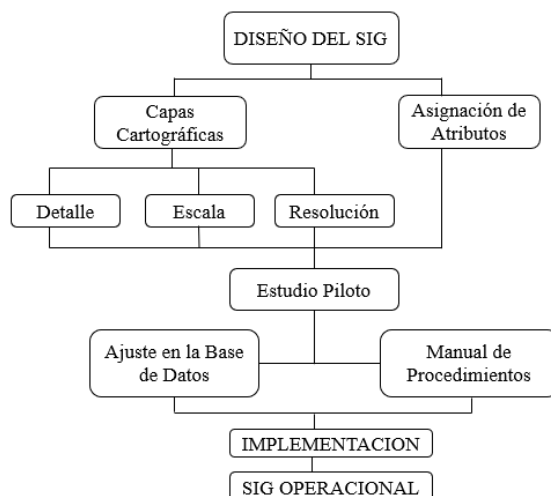 DISEÑO DEL SIG
Capas
Cartográficas
Asignación de
Atributos
Detalle
Escala
Resolución
Estudio Piloto
Ajuste en la Base
de Datos
Manual de
Procedimientos
IMPLEMENTACION
SIG OPERACIONAL